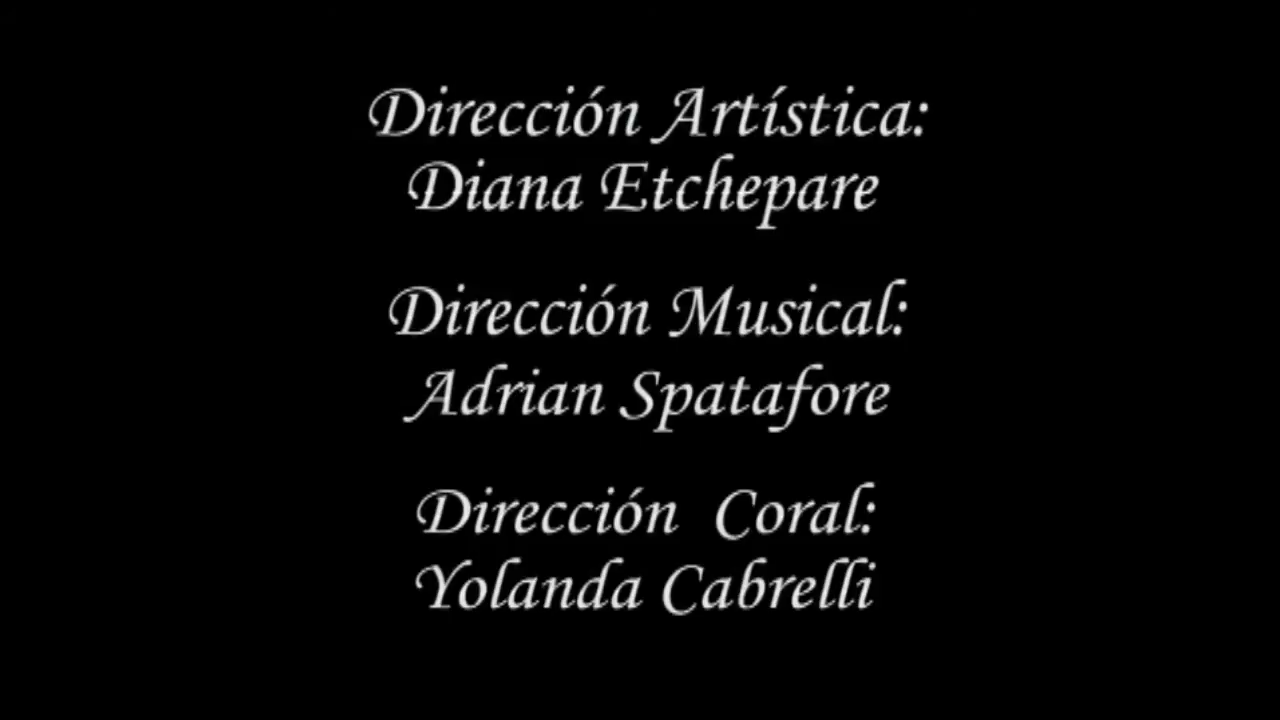 Dirección Artística:
Diana Etchepare
Dirección Musical:
Adrian Spatafore
Dirección Coral:
Yolanda Cabrelli